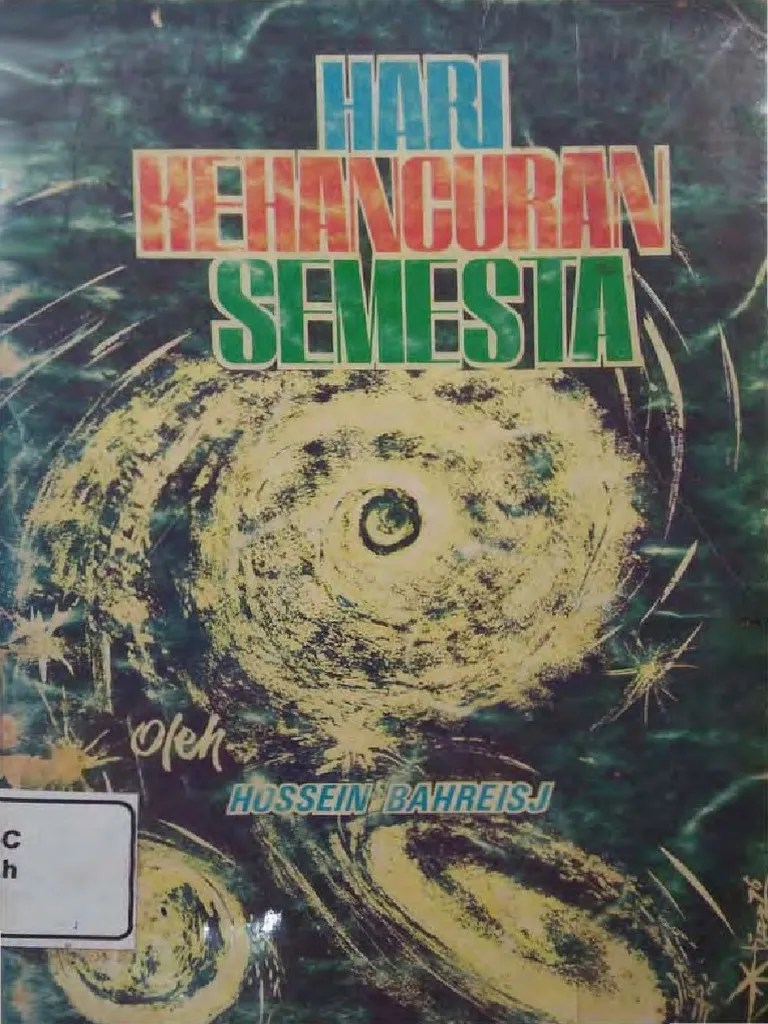 HARI
KEHANCURAN
SEMESTA
Oleh
HOSSEIN BAHREISJ
C
h